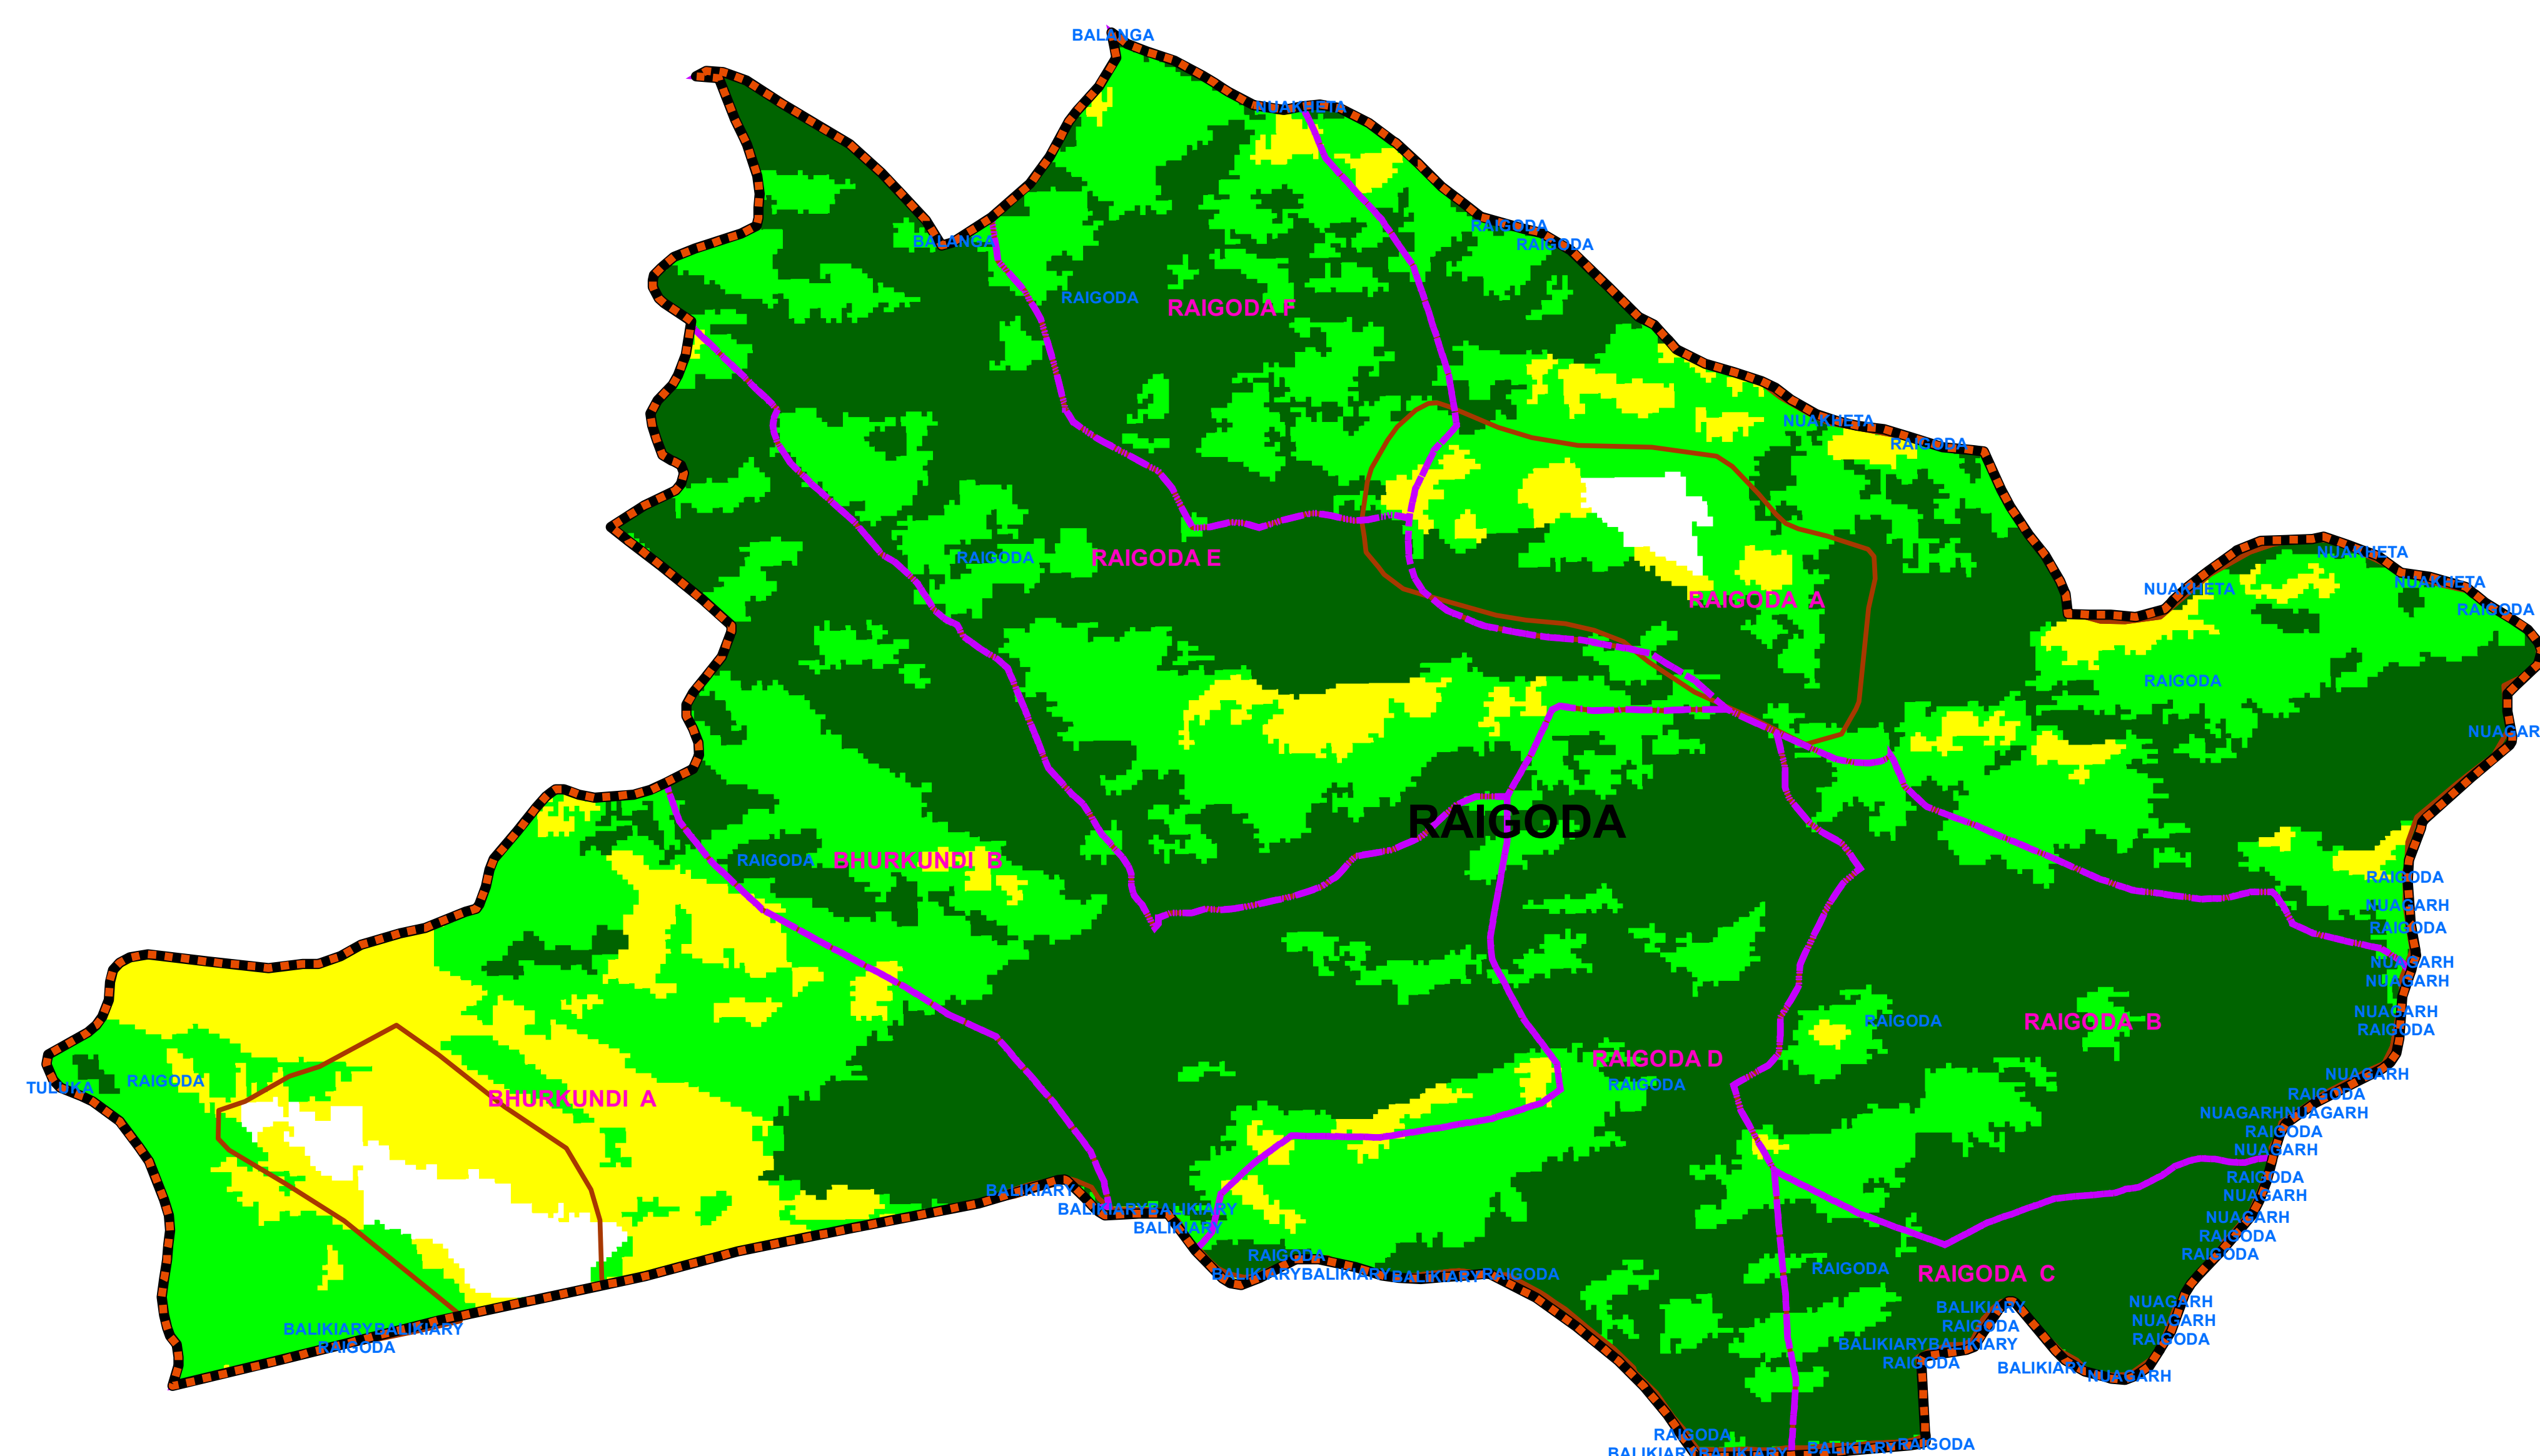 BALANGA
NUAKHETA
RAIGODA
RAIGODA
BALANGA
RAIGODA
RAIGODA F
NUAKHETA
RAIGODA
NUAKHETA
RAIGODA
RAIGODA E
NUAKHETA
NUAKHETA
RAIGODA A
RAIGODA
RAIGODA
NUAGAR
RAIGODA
RAIGODA
BHURKUNDI B
RAIGODA
NUAGARH
RAIGODA
NUAGARH
NUAGARH
NUAGARH
RAIGODA
RAIGODA
RAIGODA B
RAIGODA D
RAIGODA
NUAGARH
TULUKA
RAIGODA
BHURKUNDI A
RAIGODA
NUAGARHNUAGARH
RAIGODA
NUAGARH
RAIGODA
NUAGARH
BALIKIARY
BALIKIARYBALIKIARY
BALIKIARY
NUAGARH
RAIGODA
RAIGODA
RAIGODA
BALIKIARYBALIKIARYBALIKIARYRAIGODA
RAIGODA
RAIGODA C
BALIKIARY
RAIGODA
BALIKIARYBALIKIARY
RAIGODA
NUAGARH
NUAGARH
RAIGODA
BALIKIARY
NUAGARH
BALIKIARYBALIKIARY
RAIGODA
RAIGODA
BALIKIARYBALIKIARY
BALIKIARYRAIGODA